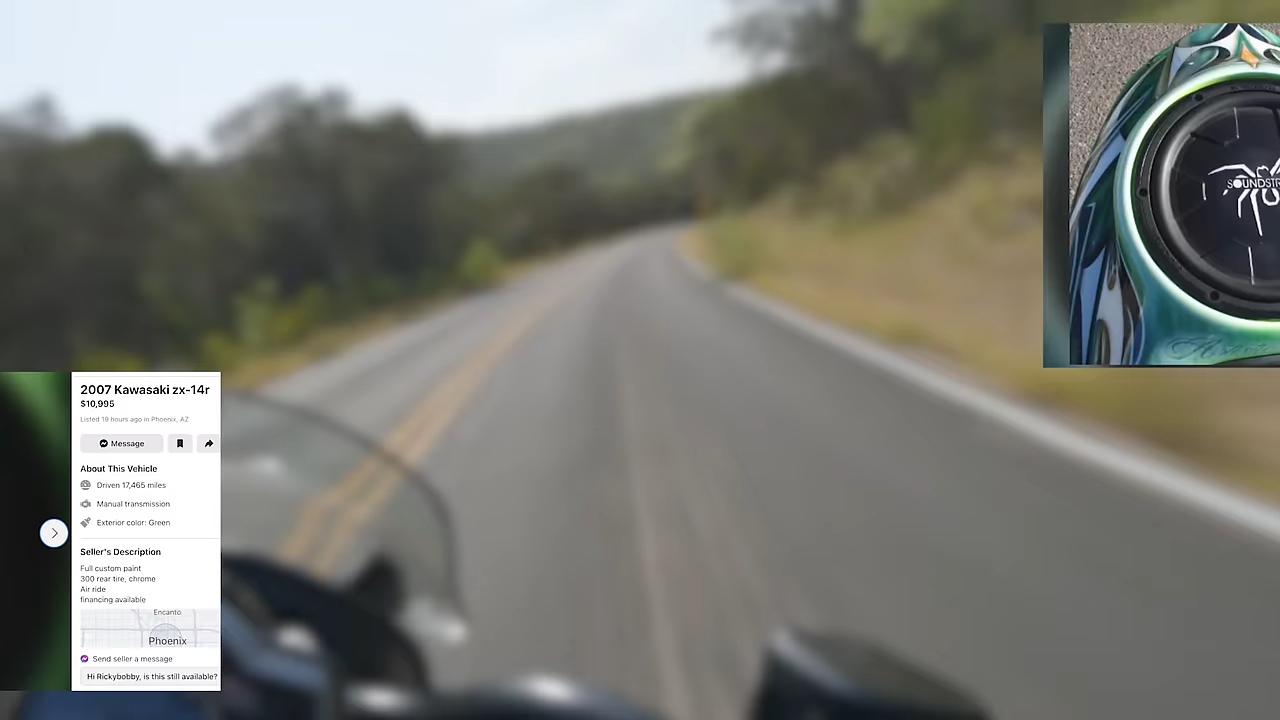 2007 Kawasaki zx-14r
$10,995
Listed 19 hours ago in Phoenix, AZ
Message
About This Vehicle
Driven 17,465 miles
Manual transmission
Exterior color: Green
Seller's Description
Full custom paint
300 rear tire, chrome
Air ride
financing available
Encanto
Phoenix
Send seller a message
Hi Rickybobby, is this still available?